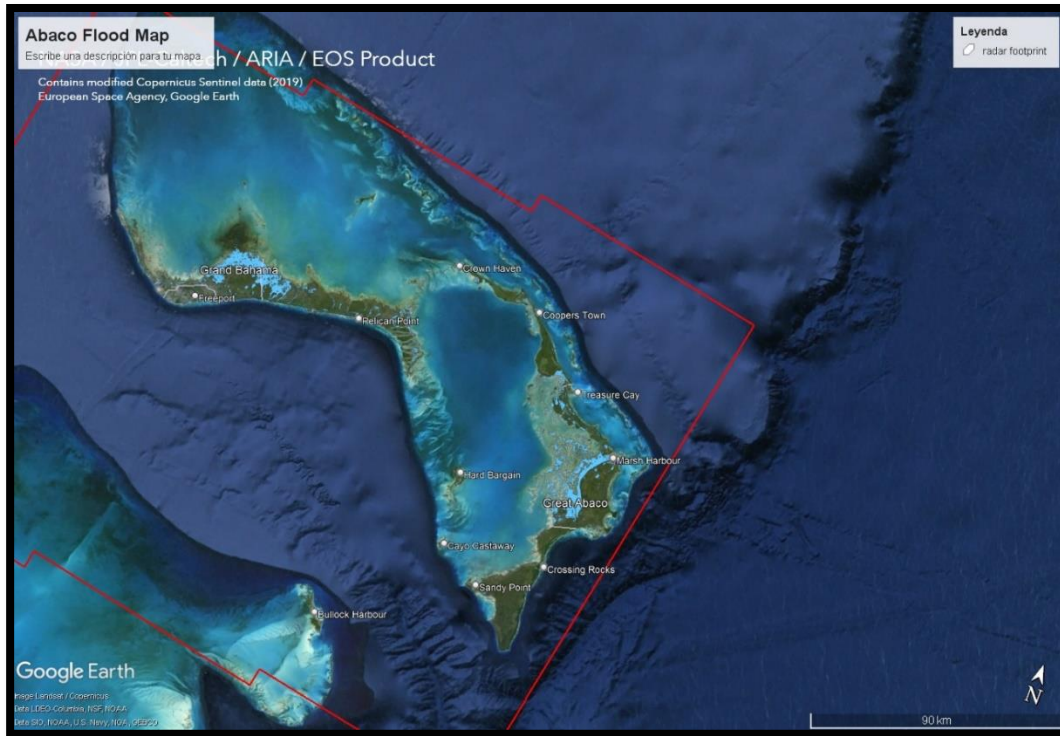 Abaco Flood Map
Escribe una descripción para tu mapa
/ ARIA / EOS Product
Contains modified Copernicus Sentinel data (2019)
European Space Agency, Google Earth
Leyenda
radar footprint
Crown Haven
Grand Bahama
Freeport
Coopers Town
Pelican Point
Treasure Cay
Marsh Harbour
Hard Bargain
Great Abaco
Cayo Castaway
Crossing Rocks
Sandy Point
Bullock Harbour
Google Earth
Image Landsat / Copernicus
Data LDEO-Columbia, NSF, NOAA
Data SIO, NOAA, U.S. Navy, NGA, GEBCO
N
90 km